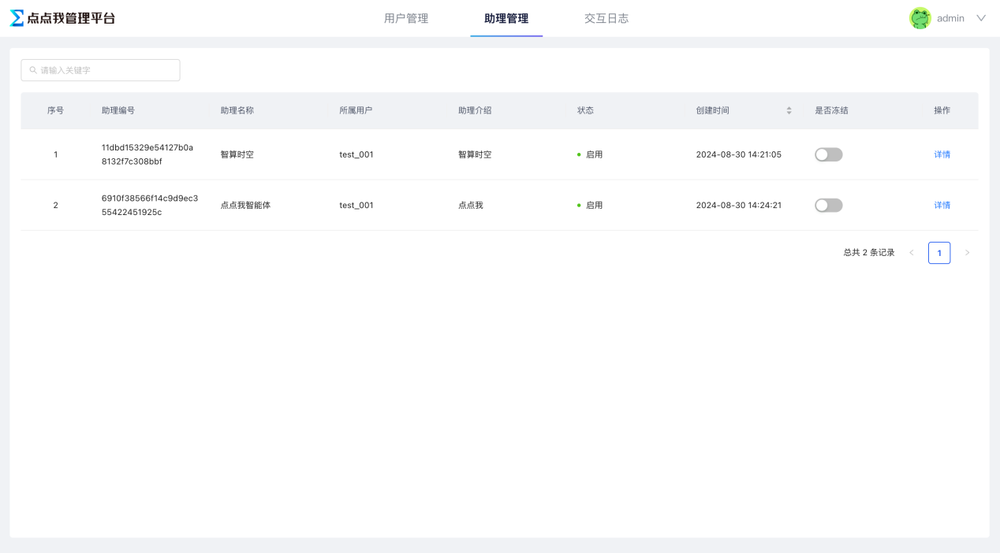 点点我管理平台
用户管理 助理管理 交互日志
admin
请输入关键字
序号 助理编号 助理名称 所属用户 助理介绍 状态 创建时间 是否冻结 操作
1 11dbd15329e54127b0a 智算时空 test_001 智算时空 启用 2024-08-30 14:21:05 详情
8132f7c308bbf
2 6910f38566f14c9d9ec3 点点我智能体 test_001 点点我 启用 2024-08-30 14:24:21 详情
55422451925c
总共 2 条记录 < 1 >